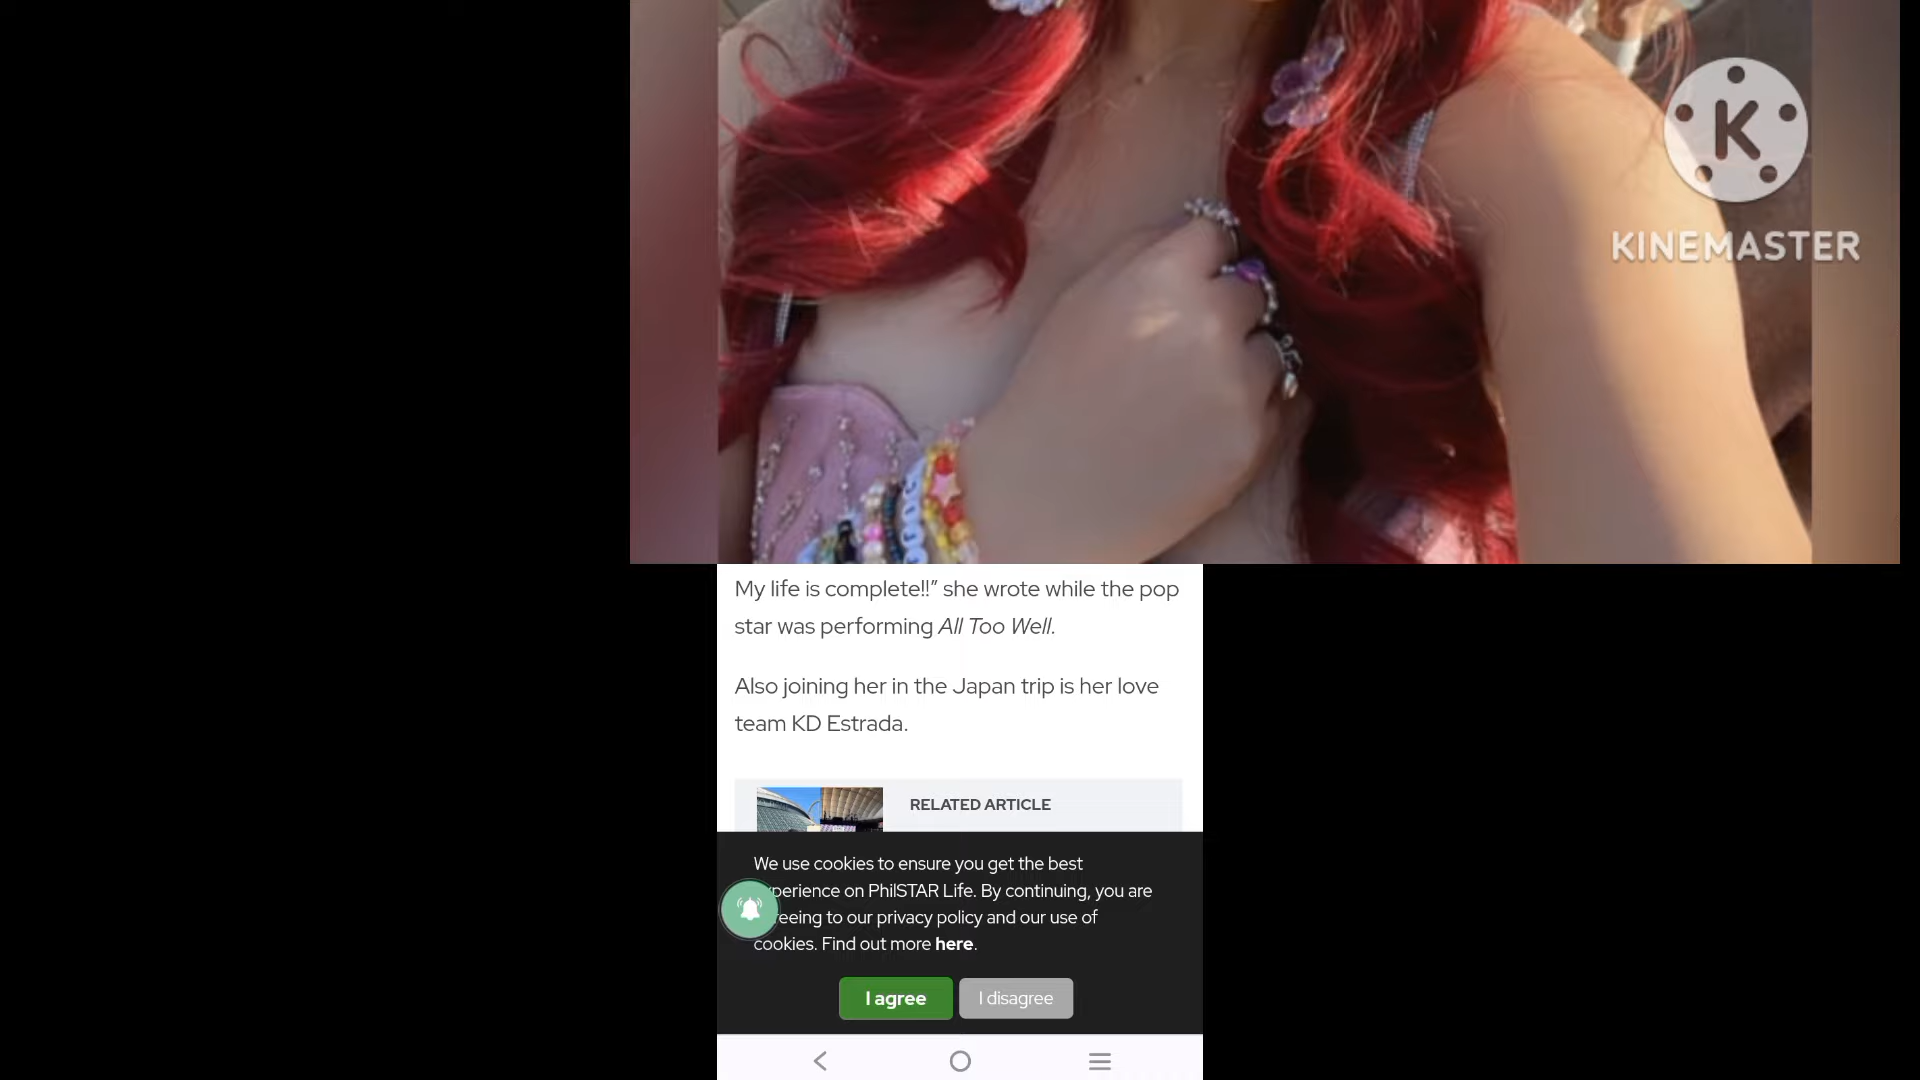 K
KINEMASTER
My life is complete!!” she wrote while the pop
star was performing All Too Well.
Also joining her in the Japan trip is her love
team KD Estrada.
RELATED ARTICLE
We use cookies to ensure you get the best
perience on PhilSTAR Life. By continuing, you are
reeing to our privacy policy and our use of
cookies. Find out more here.
I agree
I disagree